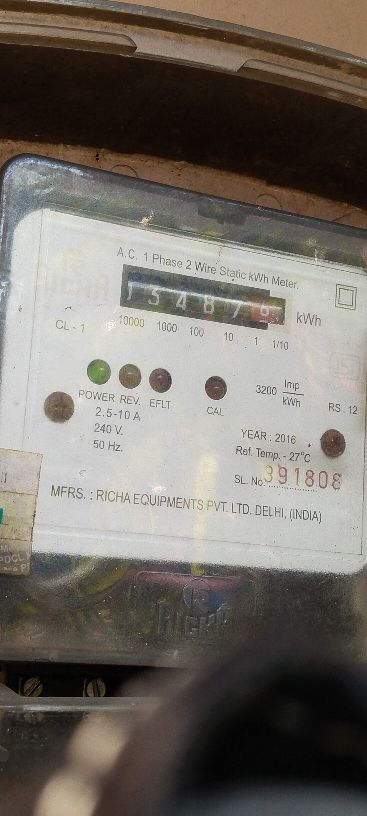 A.C. 1 Phase 2 Wire Static kWh Meter.
13487 kWh
CL - 1 10000 1000 100 10 1 1/10
POWER REV. EFLT CAL
3200 Imp/kWh
RS. 12
2.5-10 A
240 V.
50 Hz.
YEAR : 2016
Ref. Temp. - 27°C
SL. No. 391808
MFRS. : RICHA EQUIPMENTS PVT. LTD. DELHI, (INDIA)
RICHA